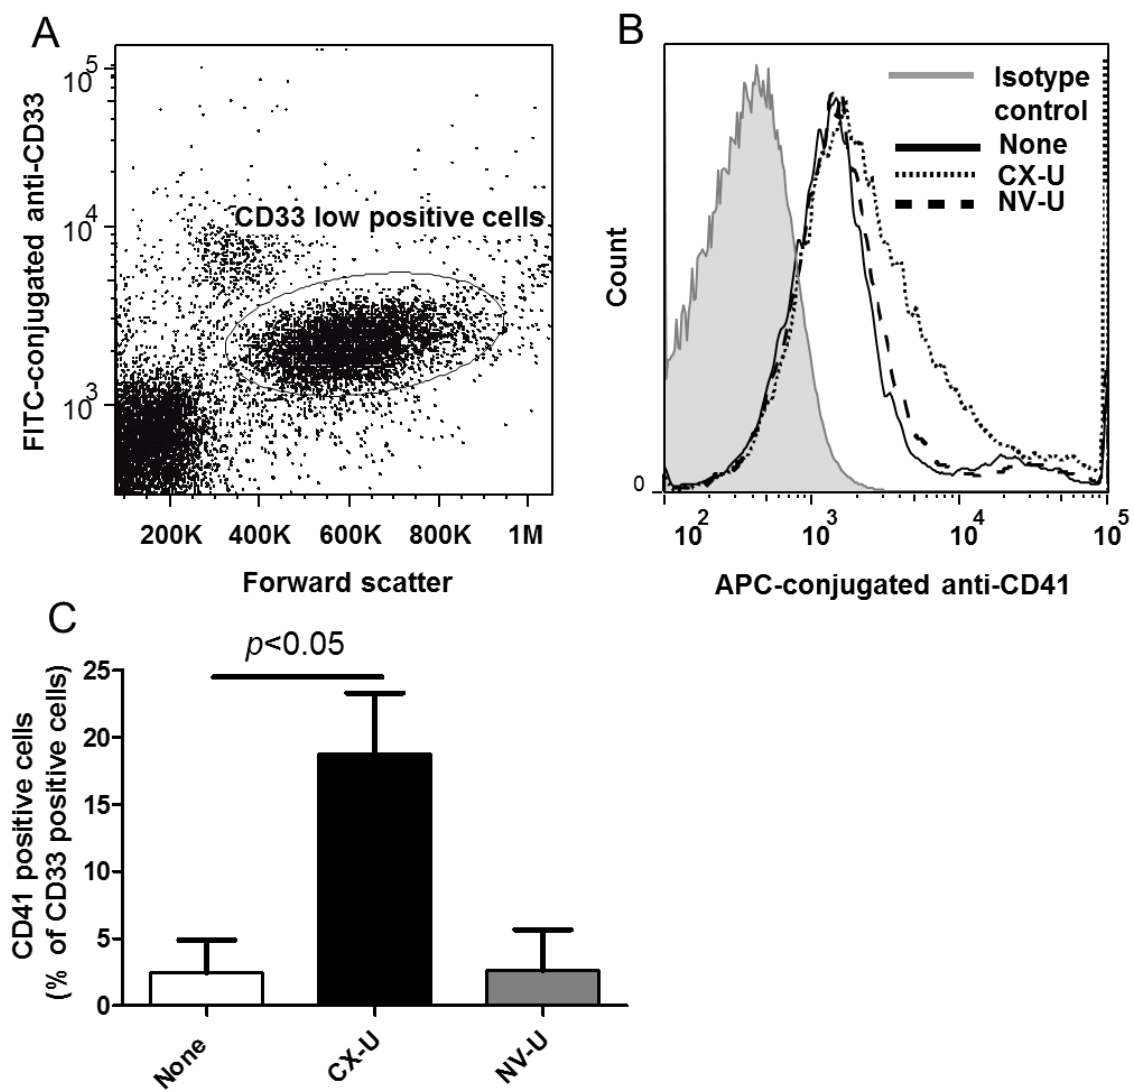 A
FITC-conjugated anti-CD33
10^5
10^4
10^3
CD33 low positive cells
200K 400K 600K 800K 1M
Forward scatter
B
Count
0
Isotype
control
None
CX-U
NV-U
10^2 10^3 10^4 10^5
APC-conjugated anti-CD41
C
p<0.05
CD41 positive cells
(% of CD33 positive cells)
25
20
15
10
5
0
None
CX-U
NV-U